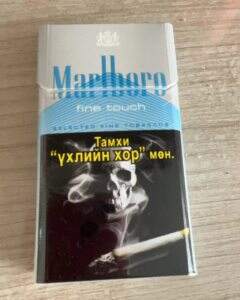 Marlboro
fine touch
SELECTED FINE TOBACCOS
Тамхи
"үхлийн хор" мөн.